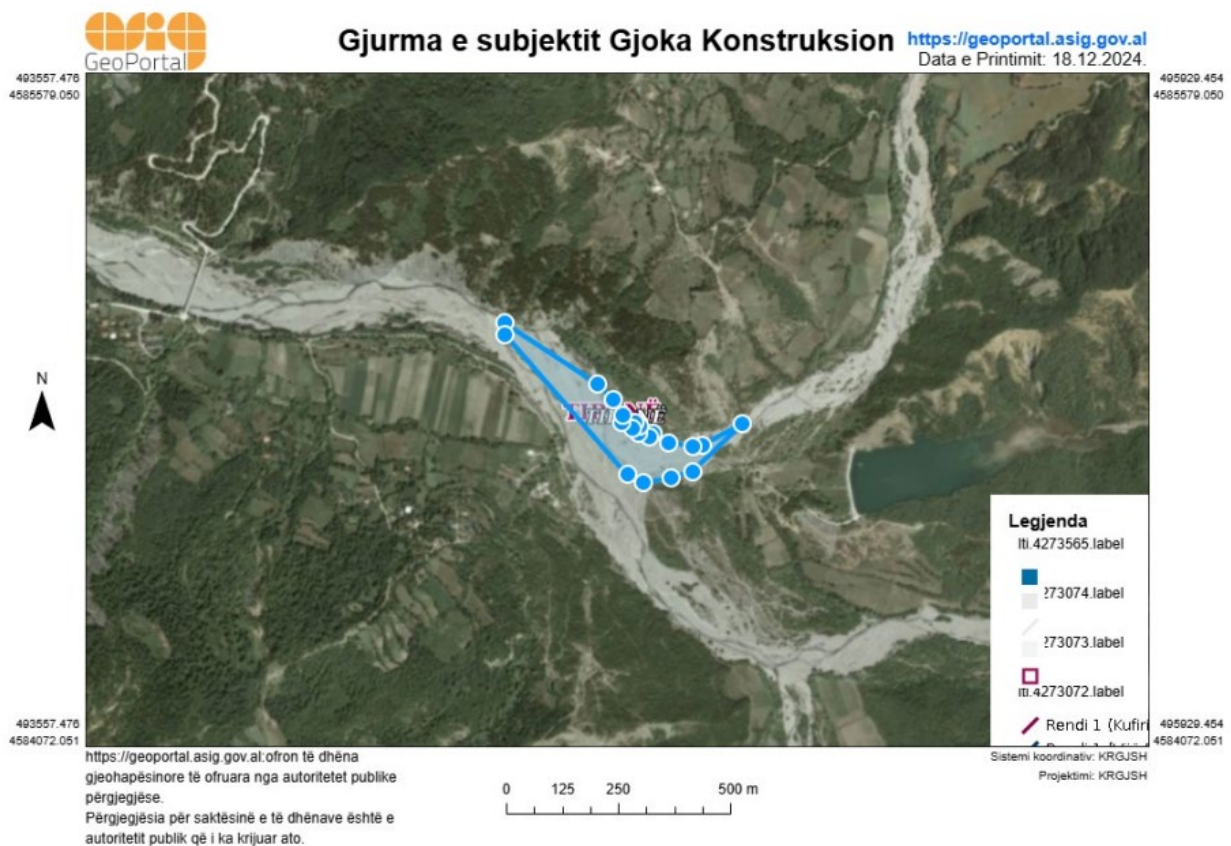 GeoPortal
Gjurma e subjektit Gjoka Konstruksion
https://geoportal.asig.gov.al
Data e Printimit: 18.12.2024.
493557.476
4585579.050
495929.454
4585579.050
N
Legjenda
lti.4273565.label
273074.label
273073.label
lti.4273072.label
Rendi 1 (Kufiri
493557.476
4584072.051
495929.454
4584072.051
https://geoportal.asig.gov.al:ofron të dhëna
gjeohapësinore të ofruara nga autoritetet publike
përgjegjëse.
Përgjegjësia për saktësinë e të dhënave është e
autoritetit publik që i ka krijuar ato.
0 125 250 500 m
Sistemi koordinativ: KRGJSH
Projektimi: KRGJSH